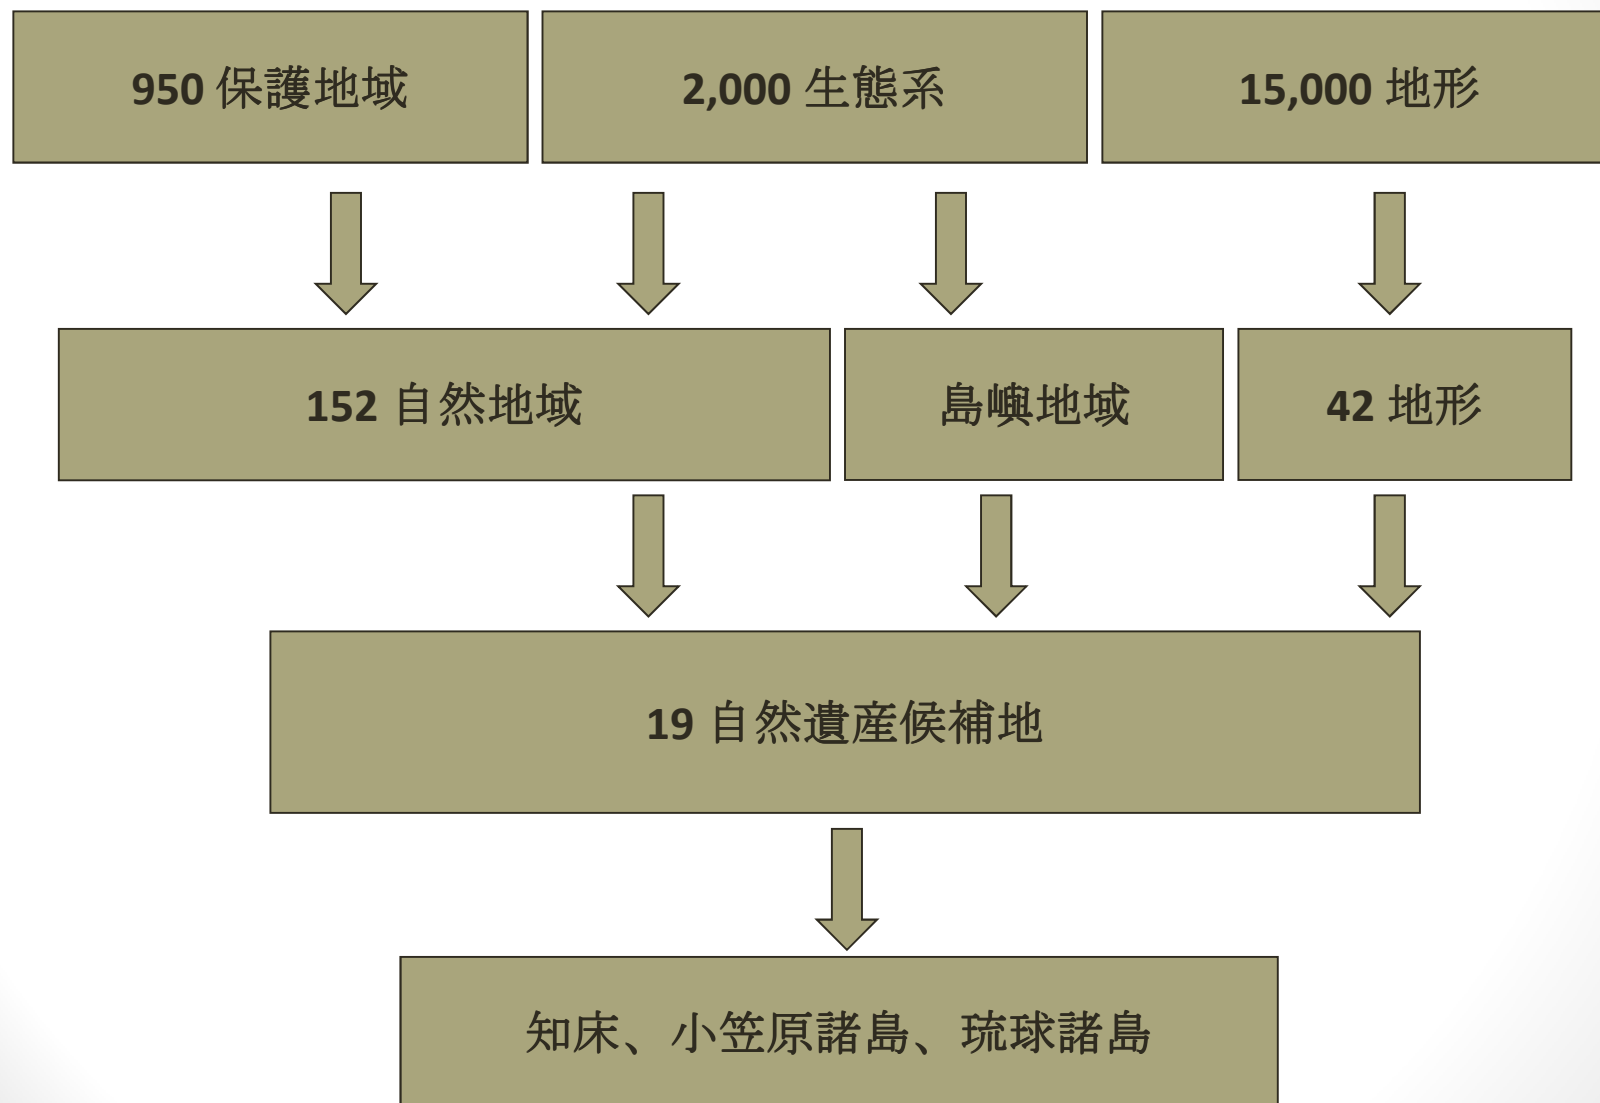 950 保護地域
2,000 生態系
15,000 地形
152 自然地域
島嶼地域
42 地形
19 自然遺産候補地
知床、小笠原諸島、琉球諸島